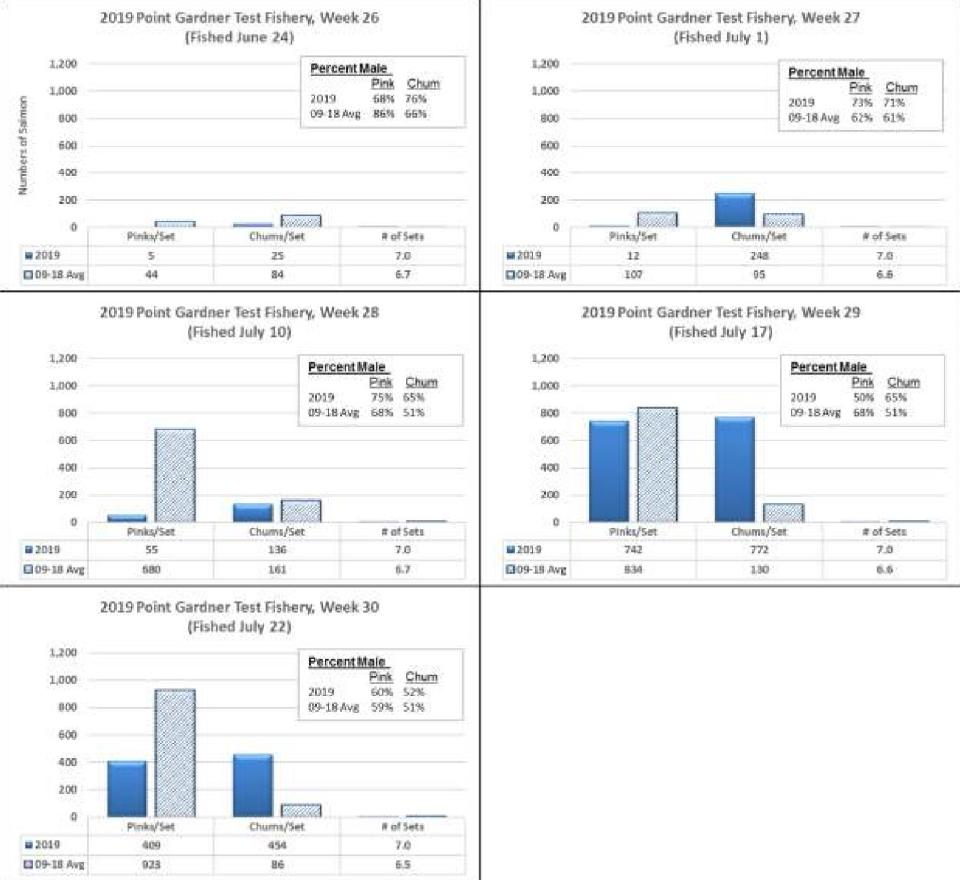 2019 Point Gardner Test Fishery, Week 26
(Fished June 24)
Numbers of Salmon
1,200
1,000
800
600
400
200
0
Percent Male
Pink Chum
2019 68% 76%
09-18 Avg 86% 66%
Pinks/Set Chums/Set # of Sets
2019 5 25 7.0
09-18 Avg 44 84 6.7
2019 Point Gardner Test Fishery, Week 27
(Fished July 1)
1,200
1,000
800
600
400
200
0
Percent Male
Pink Chum
2019 73% 71%
09-18 Avg 62% 61%
Pinks/Set Chums/Set # of Sets
2019 12 248 7.0
09-18 Avg 107 95 6.6
2019 Point Gardner Test Fishery, Week 28
(Fished July 10)
1,200
1,000
800
600
400
200
0
Percent Male
Pink Chum
2019 75% 65%
09-18 Avg 68% 51%
Pinks/Set Chums/Set # of Sets
2019 55 136 7.0
09-18 Avg 680 161 6.7
2019 Point Gardner Test Fishery, Week 29
(Fished July 17)
1,200
1,000
800
600
400
200
0
Percent Male
Pink Chum
2019 50% 65%
09-18 Avg 68% 51%
Pinks/Set Chums/Set # of Sets
2019 742 772 7.0
09-18 Avg 834 130 6.6
2019 Point Gardner Test Fishery, Week 30
(Fished July 22)
1,200
1,000
800
600
400
200
0
Percent Male
Pink Chum
2019 60% 52%
09-18 Avg 59% 51%
Pinks/Set Chums/Set # of Sets
2019 409 454 7.0
09-18 Avg 923 86 6.5